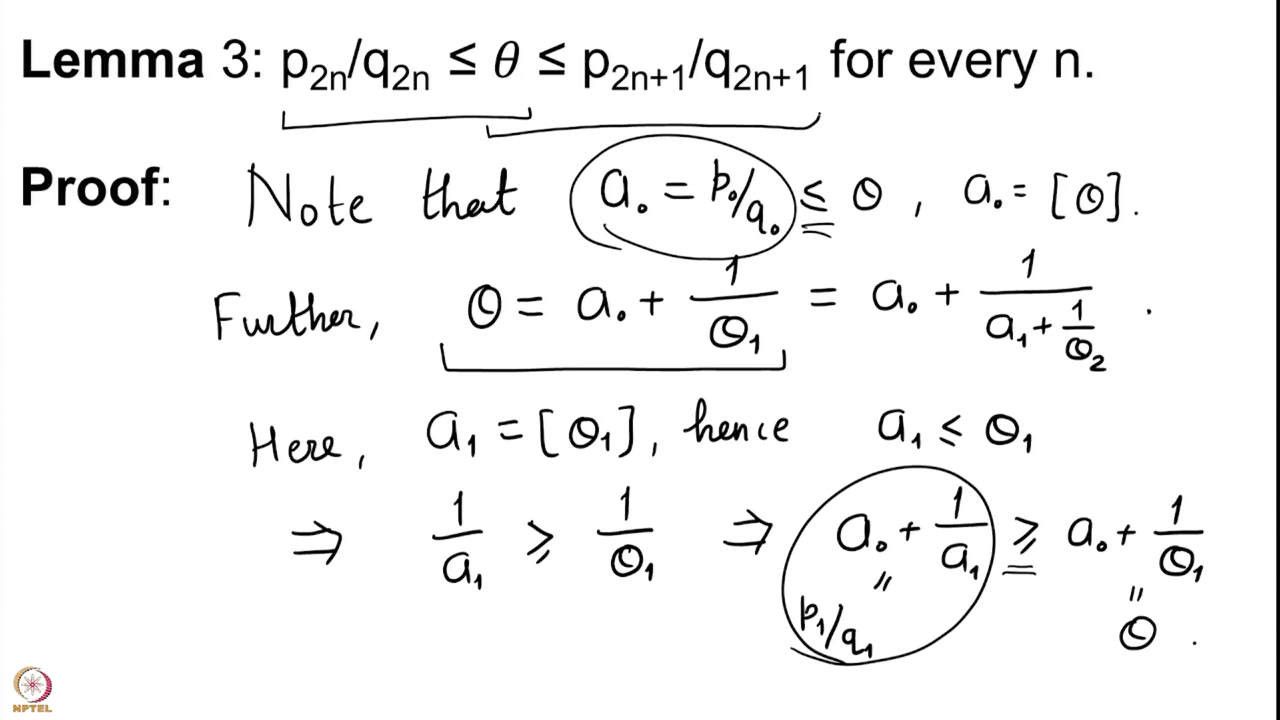 Lemma 3: p₂ₙ/q₂ₙ ≤ θ ≤ p₂ₙ₊₁/q₂ₙ₊₁ for every n.
Proof: Note that a₀ = p₀/q₀ ≤ θ , a₀ = [θ].
Further, θ = a₀ + 1/θ₁ = a₀ + 1/(a₁ + 1/θ₂) .
Here, a₁ = [θ₁], hence a₁ ≤ θ₁
⇒ 1/a₁ ≥ 1/θ₁ ⇒ a₀ + 1/a₁ ≥ a₀ + 1/θ₁
" "
p₁/q₁ θ .
NPTEL